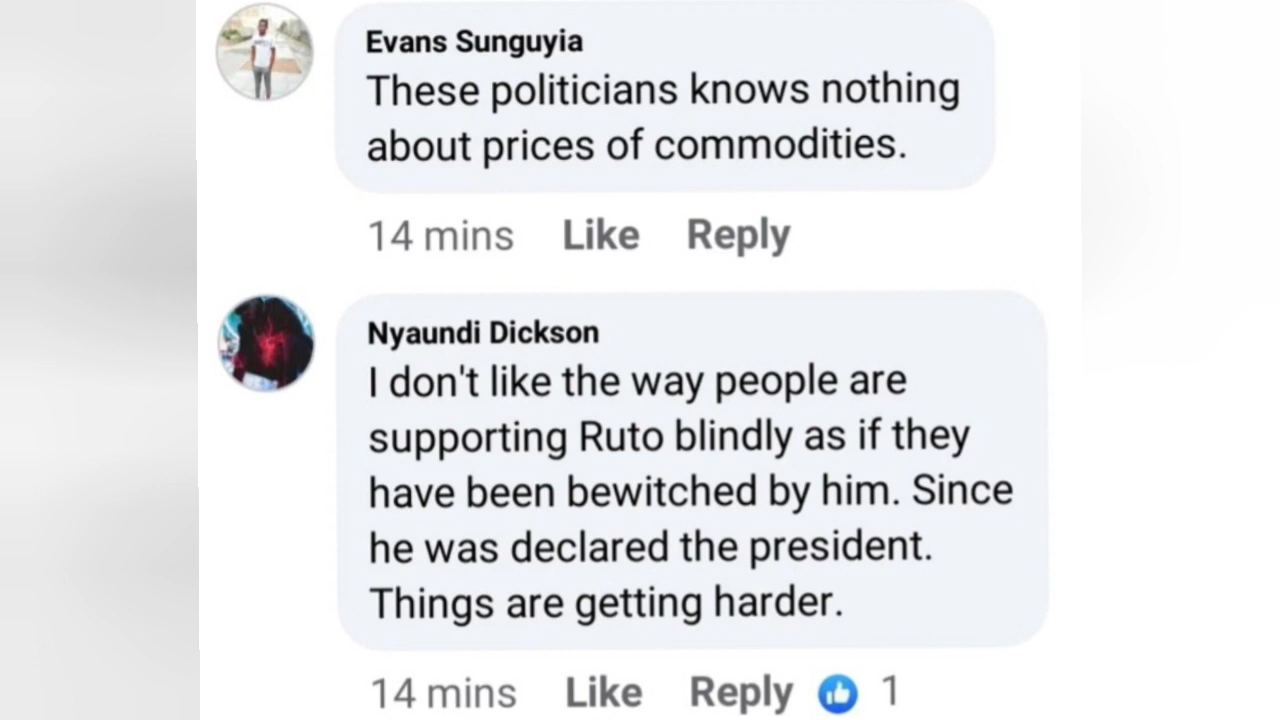 Evans Sunguyia
These politicians knows nothing
about prices of commodities.
14 mins Like Reply
Nyaundi Dickson
I don't like the way people are
supporting Ruto blindly as if they
have been bewitched by him. Since
he was declared the president.
Things are getting harder.
14 mins Like Reply 1